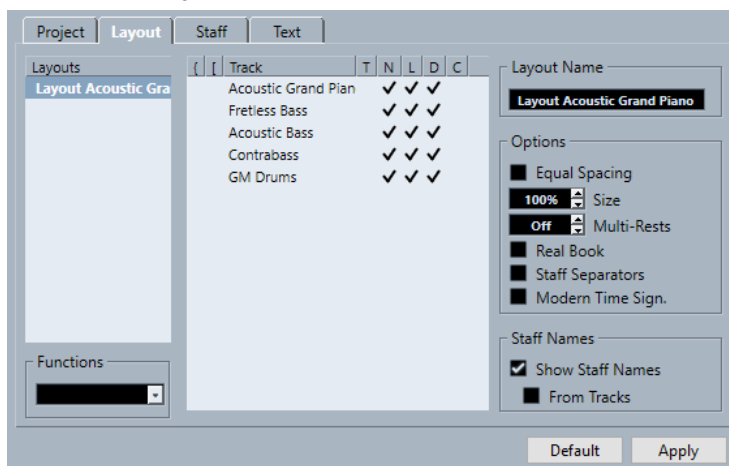 Project Layout Staff Text
Layouts
Layout Acoustic Gra
{ [ Track T N L D C
Acoustic Grand Pian
Fretless Bass
Acoustic Bass
Contrabass
GM Drums
Layout Name
Layout Acoustic Grand Piano
Options
Equal Spacing
100% Size
Off Multi-Rests
Real Book
Staff Separators
Modern Time Sign.
Staff Names
Show Staff Names
From Tracks
Functions
Default Apply